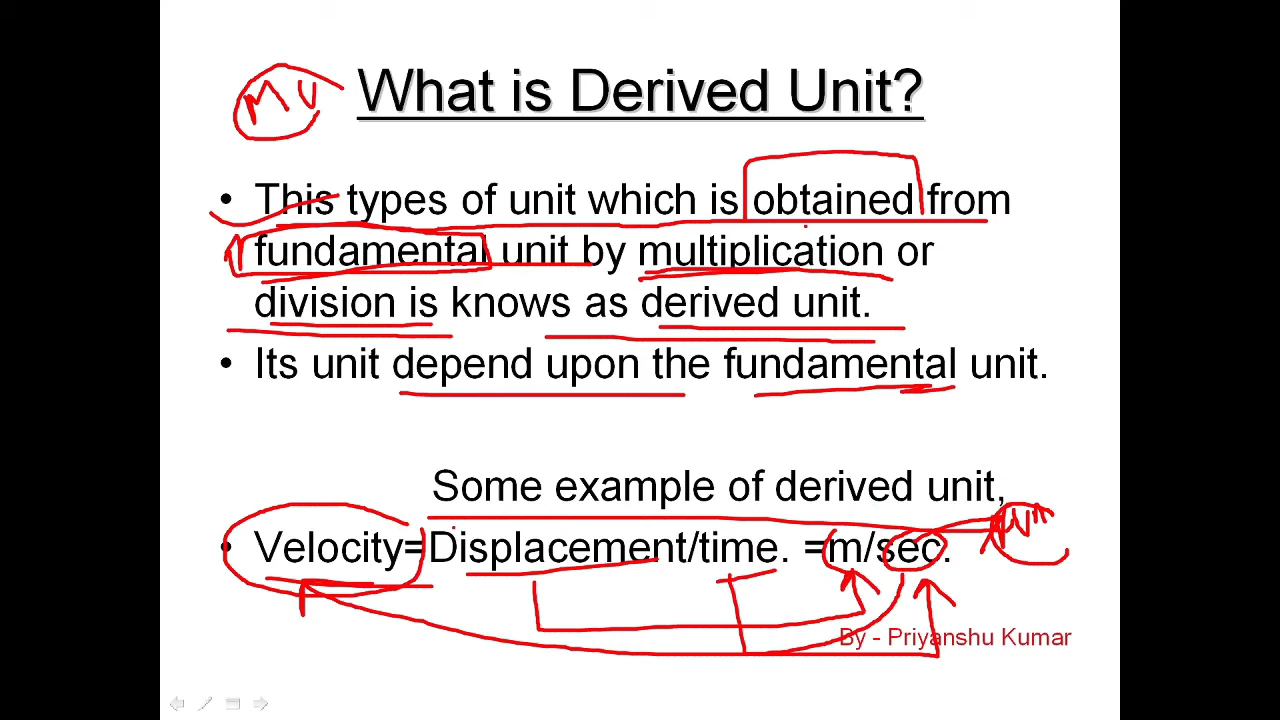 MU
What is Derived Unit?
• This types of unit which is obtained from
fundamental unit by multiplication or
division is knows as derived unit.
• Its unit depend upon the fundamental unit.
Some example of derived unit,
• Velocity=Displacement/time. =m/sec.
By - Priyanshu Kumar